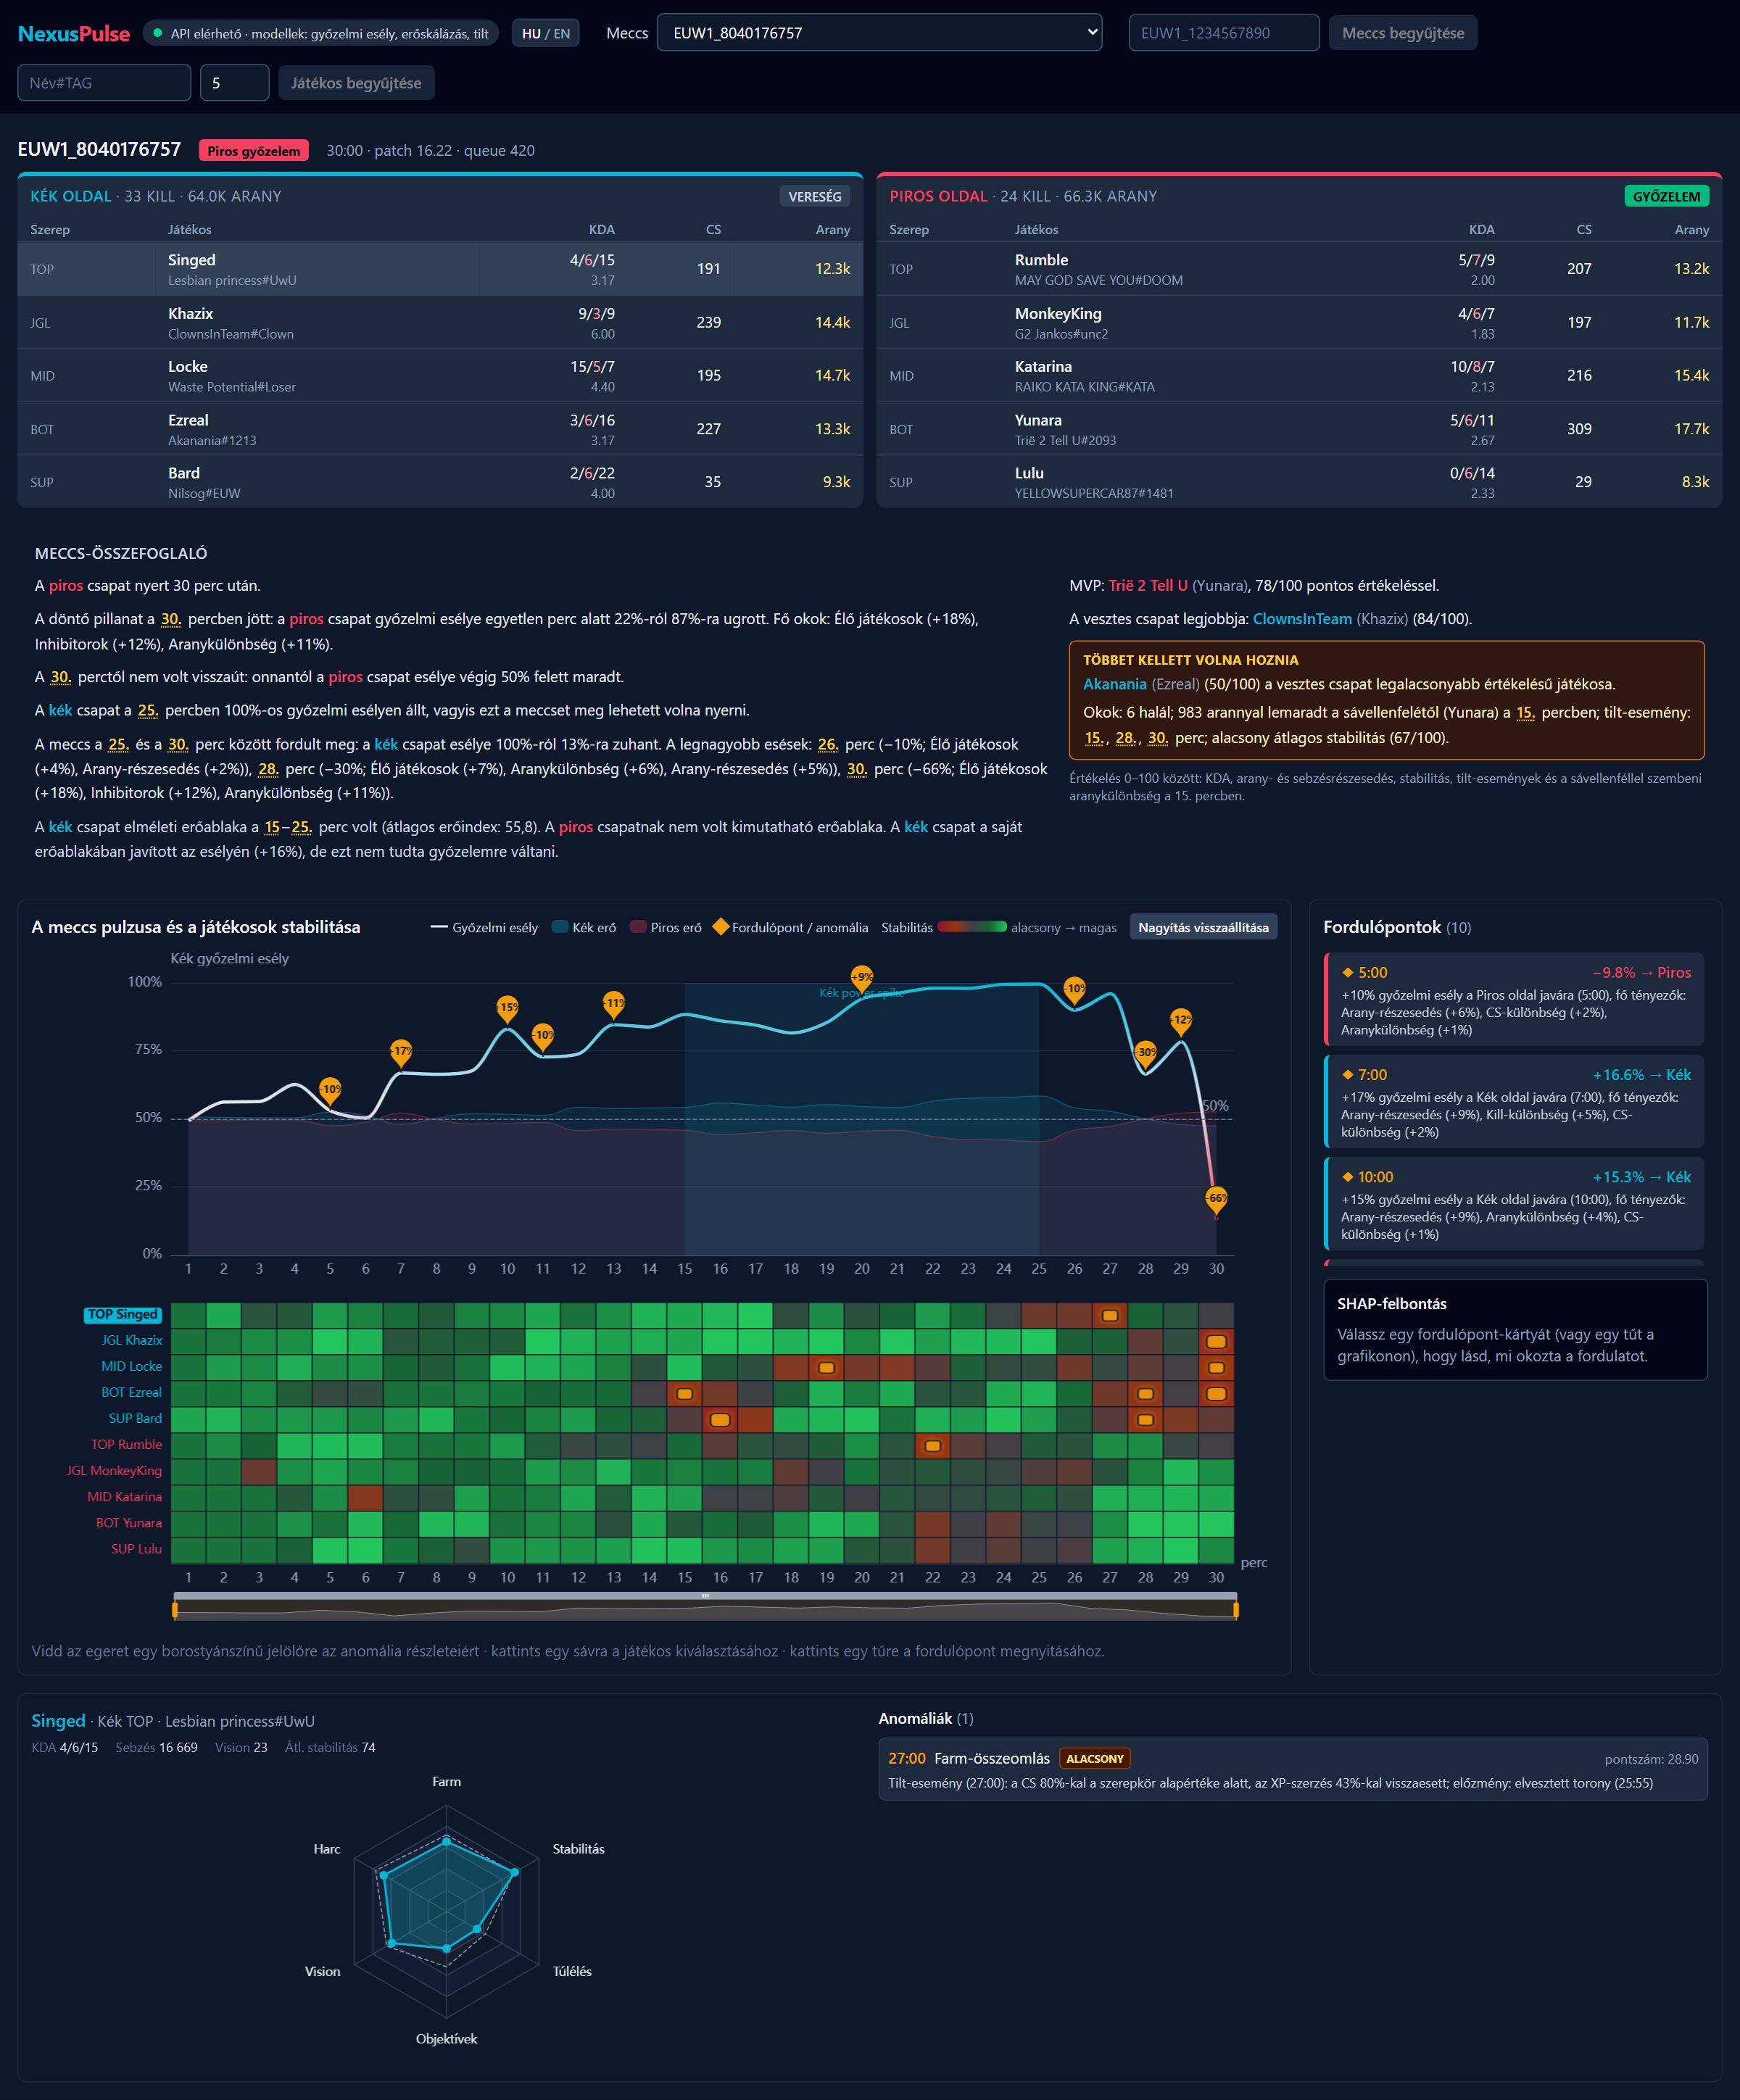 NexusPulse
API elérhető · modellek: győzelmi esély, erőskálázás, tilt
HU / EN
Meccs
EUW1_8040176757
EUW1_1234567890
Meccs begyűjtése
Név#TAG
5
Játékos begyűjtése
EUW1_8040176757
Piros győzelem
30:00 · patch 16.22 · queue 420
KÉK OLDAL · 33 KILL · 64.0K ARANY
VERESÉG
Szerep Játékos KDA CS Arany
TOP Singed 4/6/15 191 12.3k
Lesbian princess#UwU 3.17
JGL Khazix 9/3/9 239 14.4k
ClownsInTeam#Clown 6.00
MID Locke 15/5/7 195 14.7k
Waste Potential#Loser 4.40
BOT Ezreal 3/6/16 227 13.3k
Akanania#1213 3.17
SUP Bard 2/6/22 35 9.3k
Nilsog#EUW 4.00
PIROS OLDAL · 24 KILL · 66.3K ARANY
GYŐZELEM
Szerep Játékos KDA CS Arany
TOP Rumble 5/7/9 207 13.2k
MAY GOD SAVE YOU#DOOM 2.00
JGL MonkeyKing 4/6/7 197 11.7k
G2 Jankos#unc2 1.83
MID Katarina 10/8/7 216 15.4k
RAIKO KATA KING#KATA 2.13
BOT Yunara 5/6/11 309 17.7k
Trië 2 Tell U#2093 2.67
SUP Lulu 0/6/14 29 8.3k
YELLOWSUPERCAR87#1481 2.33
MECCS-ÖSSZEFOGLALÓ
A piros csapat nyert 30 perc után.
A döntő pillanat a 30. percben jött: a piros csapat győzelmi esélye egyetlen perc alatt 22%-ról 87%-ra ugrott. Fő okok: Élő játékosok (+18%),
Inhibitorok (+12%), Aranykülönbség (+11%).
A 30. perctől nem volt visszaút: onnantól a piros csapat esélye végig 50% felett maradt.
A kék csapat a 25. percben 100%-os győzelmi esélyen állt, vagyis ezt a meccset meg lehetett volna nyerni.
A meccs a 25. és a 30. perc között fordult meg: a kék csapat esélye 100%-ról 13%-ra zuhant. A legnagyobb esések: 26. perc (−10%; Élő játékosok
(+4%), Arany-részesedés (+2%)), 28. perc (−30%; Élő játékosok (+7%), Aranykülönbség (+6%), Arany-részesedés (+5%)), 30. perc (−66%; Élő játékosok
(+18%), Inhibitorok (+12%), Aranykülönbség (+11%)).
A kék csapat elméleti erőablaka a 15–25. perc volt (átlagos erőindex: 55,8). A piros csapatnak nem volt kimutatható erőablaka. A kék csapat a saját
erőablakában javított az esélyén (+16%), de ezt nem tudta győzelemre váltani.
MVP: Trië 2 Tell U (Yunara), 78/100 pontos értékeléssel.
A vesztes csapat legjobbja: ClownsInTeam (Khazix) (84/100).
TÖBBET KELLETT VOLNA HOZNIA
Akanania (Ezreal) (50/100) a vesztes csapat legalacsonyabb értékelésű játékosa.
Okok: 6 halál; 983 arannyal lemaradt a sávellenfelétől (Yunara) a 15. percben; tilt-esemény:
15., 28., 30. perc; alacsony átlagos stabilitás (67/100).
Értékelés 0–100 között: KDA, arany- és sebzésrészesedés, stabilitás, tilt-események és a sávellenféllel szembeni
aranykülönbség a 15. percben.
A meccs pulzusa és a játékosok stabilitása
Győzelmi esély Kék erő Piros erő Fordulópont / anomália Stabilitás alacsony → magas
Nagyítás visszaállítása
Kék győzelmi esély
100%
75%
50%
25%
0%
Kék power spike
50%
-10%
+17%
+15%
-10%
+11%
+9%
-10%
-30%
+12%
-66%
1 2 3 4 5 6 7 8 9 10 11 12 13 14 15 16 17 18 19 20 21 22 23 24 25 26 27 28 29 30
TOP Singed
JGL Khazix
MID Locke
BOT Ezreal
SUP Bard
TOP Rumble
JGL MonkeyKing
MID Katarina
BOT Yunara
SUP Lulu
perc
1 2 3 4 5 6 7 8 9 10 11 12 13 14 15 16 17 18 19 20 21 22 23 24 25 26 27 28 29 30
Vidd az egeret egy borostyánszínű jelölőre az anomália részleteiért · kattints egy sávra a játékos kiválasztásához · kattints egy tűre a fordulópont megnyitásához.
Fordulópontok (10)
5:00 −9.8% → Piros
+10% győzelmi esély a Piros oldal javára (5:00), fő tényezők:
Arany-részesedés (+6%), CS-különbség (+2%),
Aranykülönbség (+1%)
7:00 +16.6% → Kék
+17% győzelmi esély a Kék oldal javára (7:00), fő tényezők:
Arany-részesedés (+9%), Kill-különbség (+5%), CS-
különbség (+2%)
10:00 +15.3% → Kék
+15% győzelmi esély a Kék oldal javára (10:00), fő tényezők:
Arany-részesedés (+9%), Aranykülönbség (+4%), CS-
különbség (+1%)
SHAP-felbontás
Válassz egy fordulópont-kártyát (vagy egy tűt a
grafikonon), hogy lásd, mi okozta a fordulatot.
Singed · Kék TOP · Lesbian princess#UwU
KDA 4/6/15 Sebzés 16 669 Vision 23 Átl. stabilitás 74
Farm
Harc
Stabilitás
Vision
Túlélés
Objektívek
Anomáliák (1)
27:00 Farm-összeomlás ALACSONY pontszám: 28.90
Tilt-esemény (27:00): a CS 80%-kal a szerepkör alapértéke alatt, az XP-szerzés 43%-kal visszaesett; előzmény: elvesztett torony (25:55)